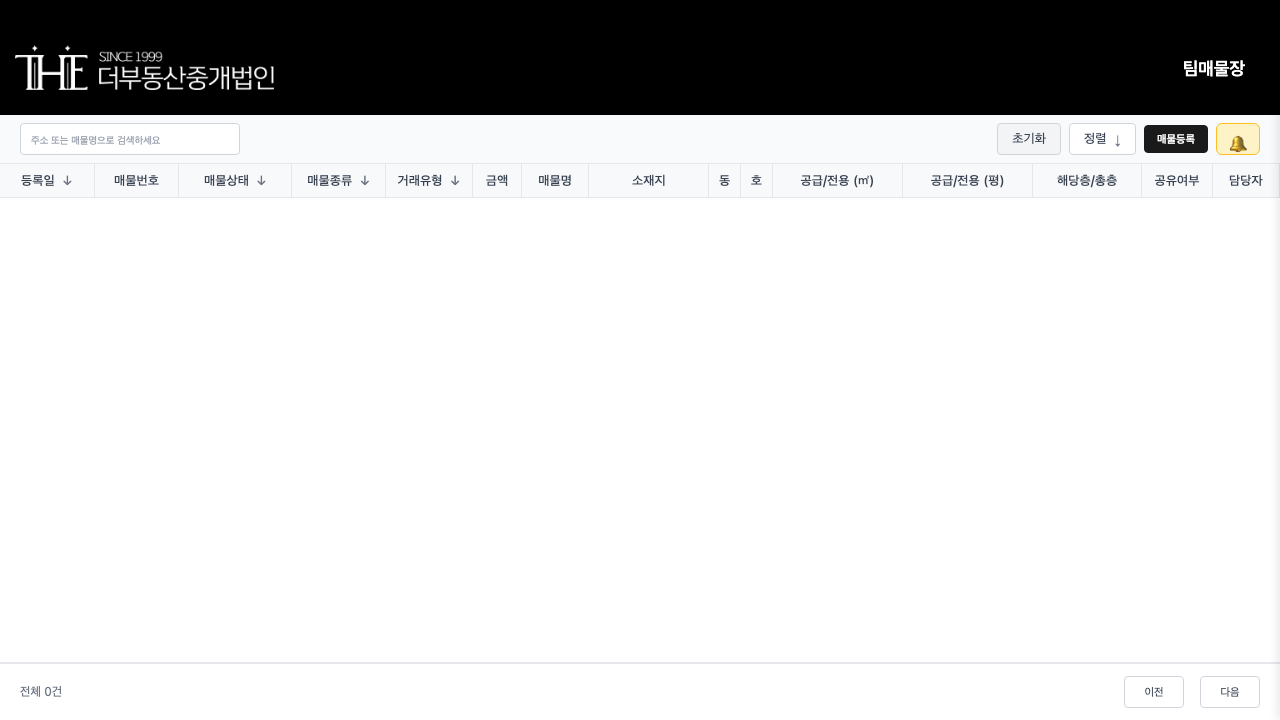 THE SINCE 1999
더부동산중개법인
팀매물장
주소 또는 매물명으로 검색하세요
초기화 정렬 ↓ 매물등록
등록일 ↓ 매물번호 매물상태 ↓ 매물종류 ↓ 거래유형 ↓ 금액 매물명 소재지 동 호 공급/전용 (㎡) 공급/전용 (평) 해당층/총층 공유여부 담당자
전체 0건 이전 다음